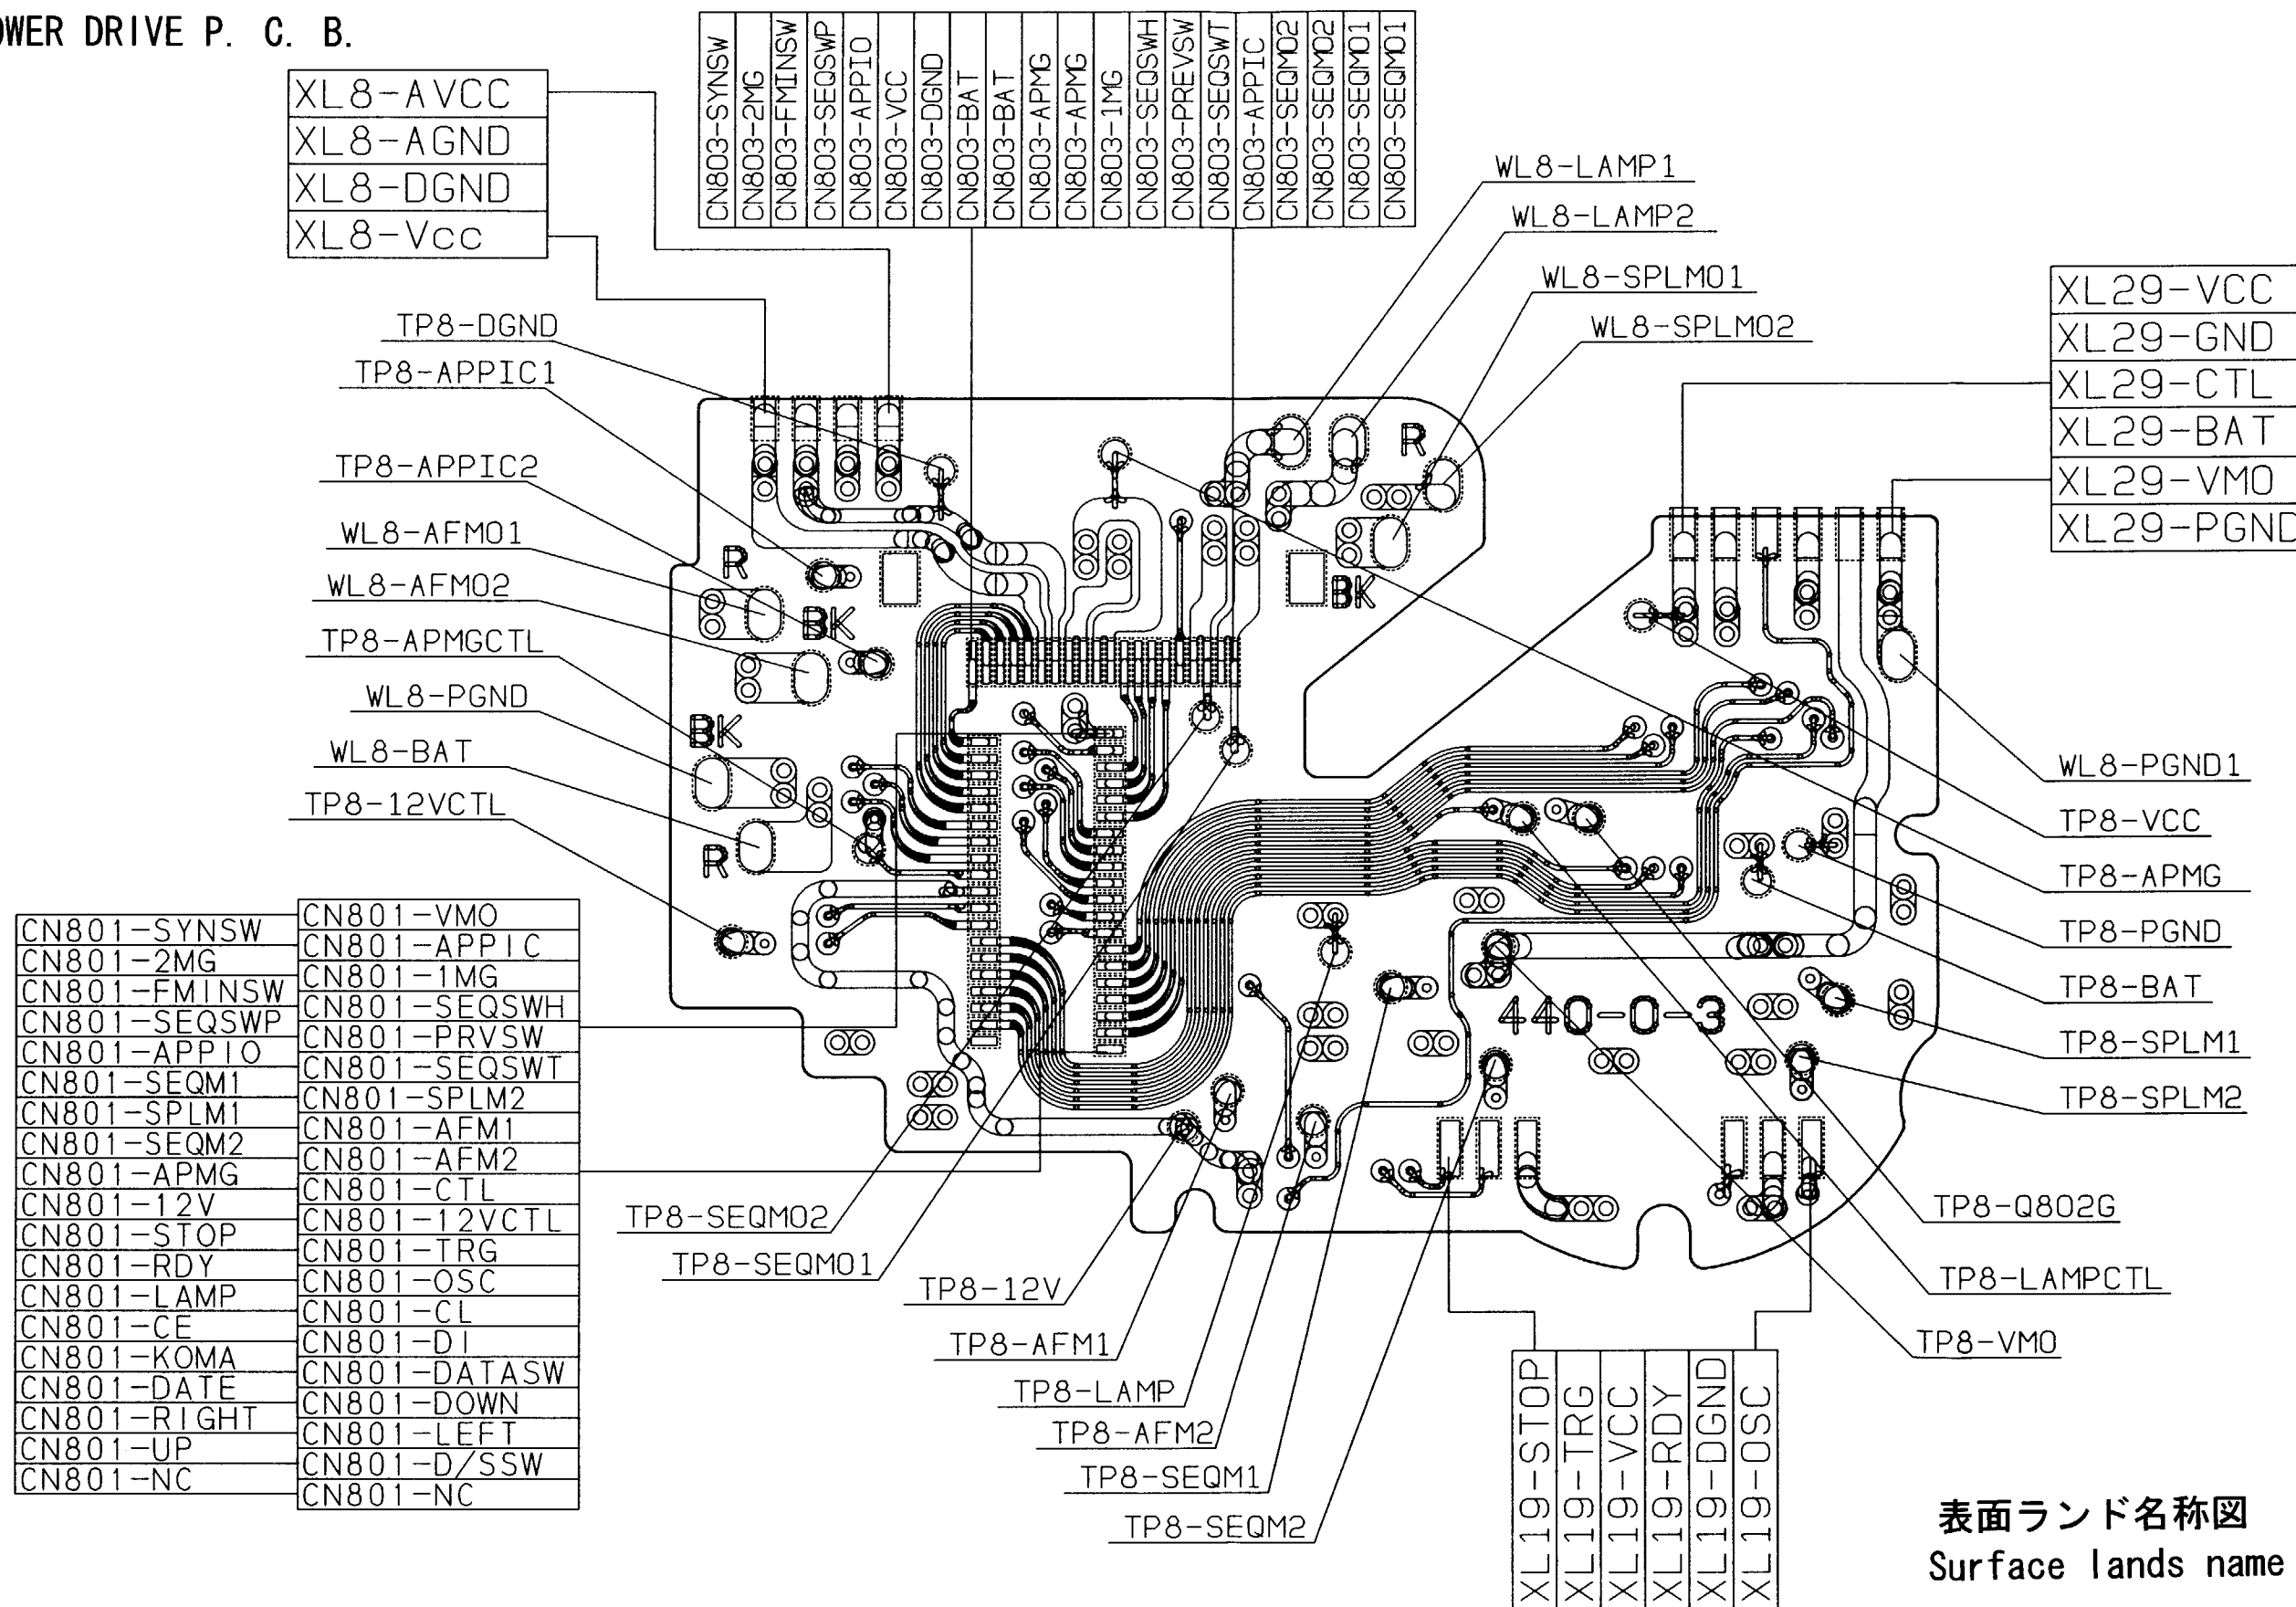 OWER DRIVE P. C. B.
XL8-AVCC
XL8-AGND
XL8-DGND
XL8-Vcc
CN803-SYNSW
CN803-2MG
CN803-FMINSW
CN803-SEQSWP
CN803-APPIO
CN803-VCC
CN803-DGND
CN803-BAT
CN803-BAT
CN803-APMG
CN803-APMG
CN803-1MG
CN803-SEQSWH
CN803-PREVSW
CN803-SEQSWT
CN803-APPIC
CN803-SEQMO2
CN803-SEQMO2
CN803-SEQMO1
CN803-SEQMO1
WL8-LAMP1
WL8-LAMP2
WL8-SPLMO1
WL8-SPLMO2
XL29-VCC
XL29-GND
XL29-CTL
XL29-BAT
XL29-VMO
XL29-PGND
TP8-DGND
TP8-APPIC1
TP8-APPIC2
WL8-AFMO1
WL8-AFMO2
TP8-APMGCTL
WL8-PGND
WL8-BAT
TP8-12VCTL
R
BK
BK
R
R
BK
440-0-3
WL8-PGND1
TP8-VCC
TP8-APMG
TP8-PGND
TP8-BAT
TP8-SPLM1
TP8-SPLM2
TP8-Q802G
TP8-LAMPCTL
TP8-VMO
CN801-SYNSW
CN801-2MG
CN801-FMINSW
CN801-SEQSWP
CN801-APPIO
CN801-SEQM1
CN801-SPLM1
CN801-SEQM2
CN801-APMG
CN801-12V
CN801-STOP
CN801-RDY
CN801-LAMP
CN801-CE
CN801-KOMA
CN801-DATE
CN801-RIGHT
CN801-UP
CN801-NC
CN801-VMO
CN801-APPIC
CN801-1MG
CN801-SEQSWH
CN801-PRVSW
CN801-SEQSWT
CN801-SPLM2
CN801-AFM1
CN801-AFM2
CN801-CTL
CN801-12VCTL
CN801-TRG
CN801-OSC
CN801-CL
CN801-DI
CN801-DATASW
CN801-DOWN
CN801-LEFT
CN801-D/SSW
CN801-NC
TP8-SEQMO2
TP8-SEQMO1
TP8-12V
TP8-AFM1
TP8-LAMP
TP8-AFM2
TP8-SEQM1
TP8-SEQM2
XL19-STOP
XL19-TRG
XL19-VCC
XL19-RDY
XL19-DGND
XL19-OSC
表面ランド名称図
Surface lands name